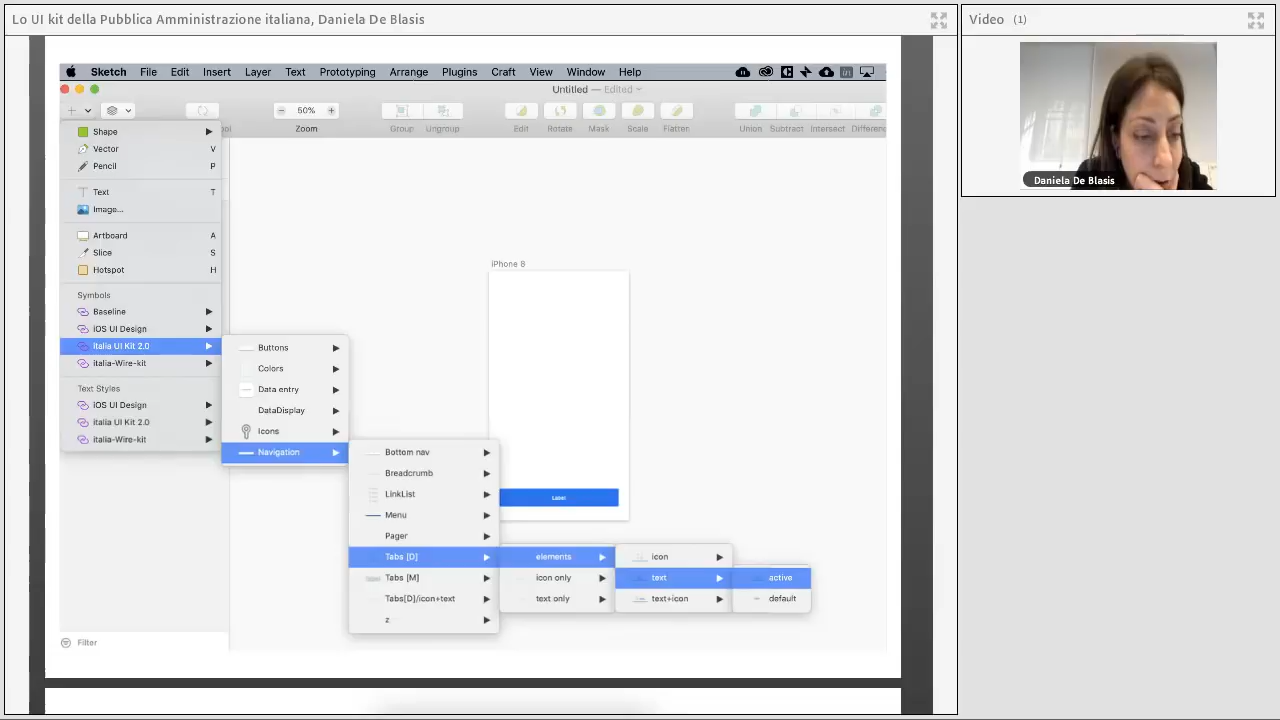 Lo UI kit della Pubblica Amministrazione italiana, Daniela De Blasis
Video (1)
Daniela De Blasis
Sketch File Edit Insert Layer Text Prototyping Arrange Plugins Craft View Window Help
Untitled — Edited
50%
Zoom Group Ungroup Edit Rotate Mask Scale Flatten Union Subtract Intersect Differenc
Shape
Vector V
Pencil P
Text T
Image...
Artboard A
Slice S
Hotspot H
Symbols
Baseline
iOS UI Design
italia UI Kit 2.0
italia-Wire-kit
Text Styles
iOS UI Design
italia UI Kit 2.0
italia-Wire-kit
Filter
Buttons
Colors
Data entry
DataDisplay
Icons
Navigation
Bottom nav
Breadcrumb
LinkList
Menu
Pager
Tabs [D]
Tabs [M]
Tabs[D]/icon+text
z
elements
icon only
text only
icon
text
text+icon
active
default
iPhone 8
Label